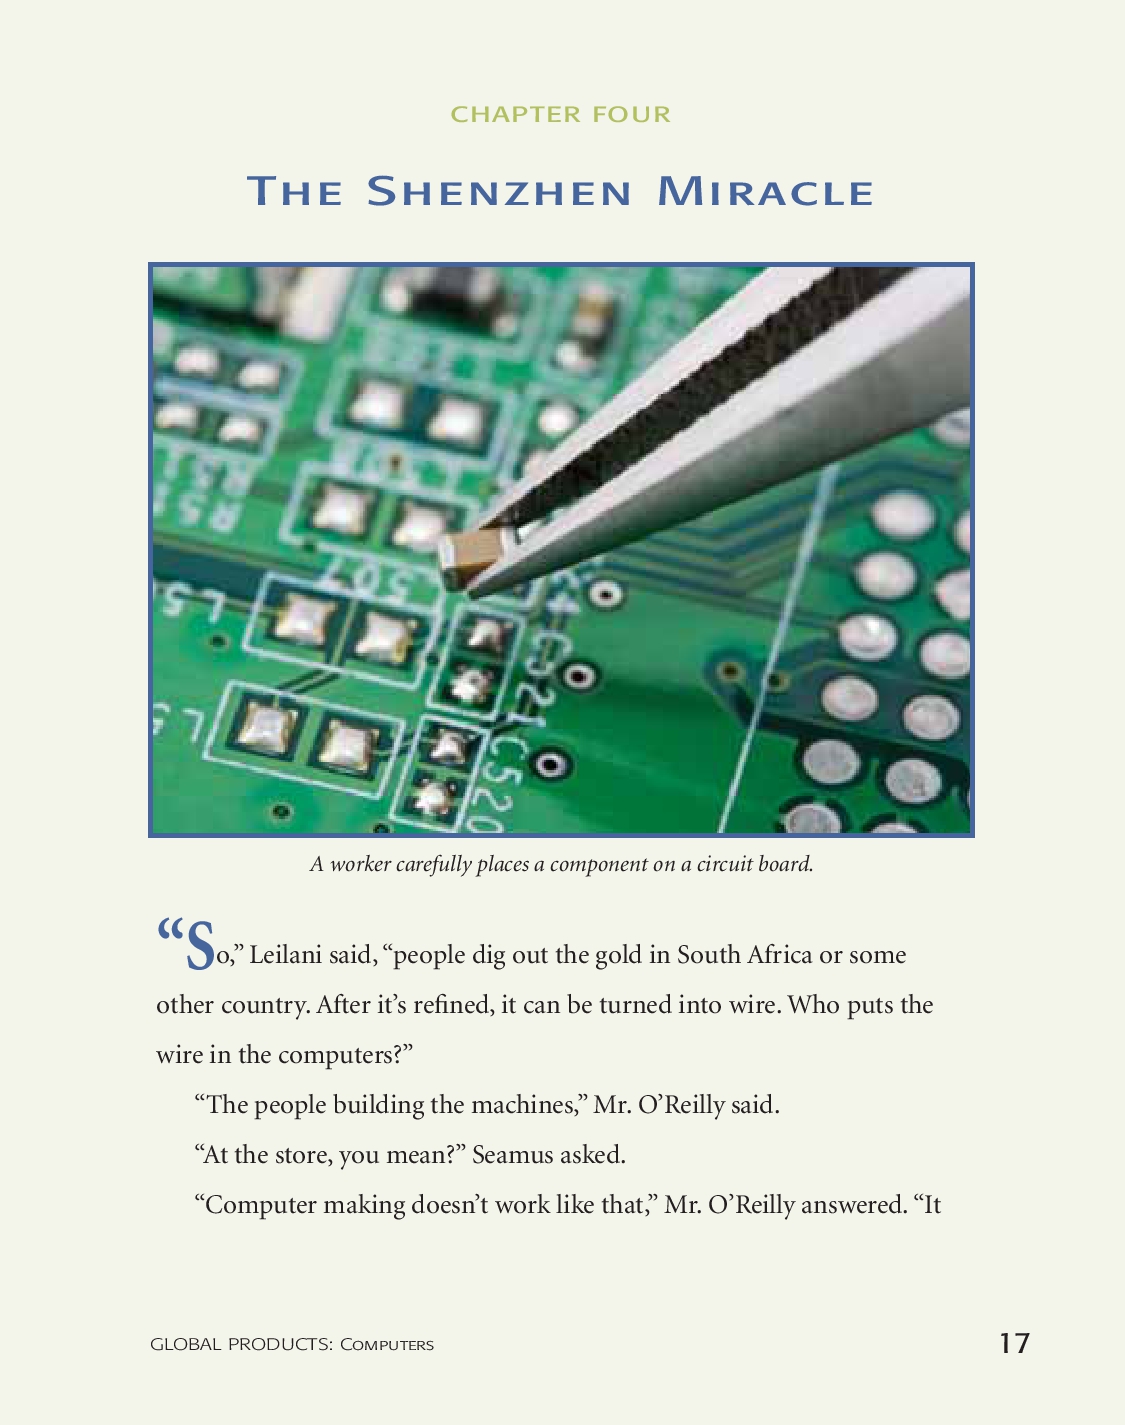 CHAPTER FOUR
THE SHENZHEN MIRACLE
L507
C521
C520
A worker carefully places a component on a circuit board.
“So,” Leilani said, “people dig out the gold in South Africa or some
other country. After it’s refined, it can be turned into wire. Who puts the
wire in the computers?”
“The people building the machines,” Mr. O’Reilly said.
“At the store, you mean?” Seamus asked.
“Computer making doesn’t work like that,” Mr. O’Reilly answered. “It
GLOBAL PRODUCTS: COMPUTERS
17